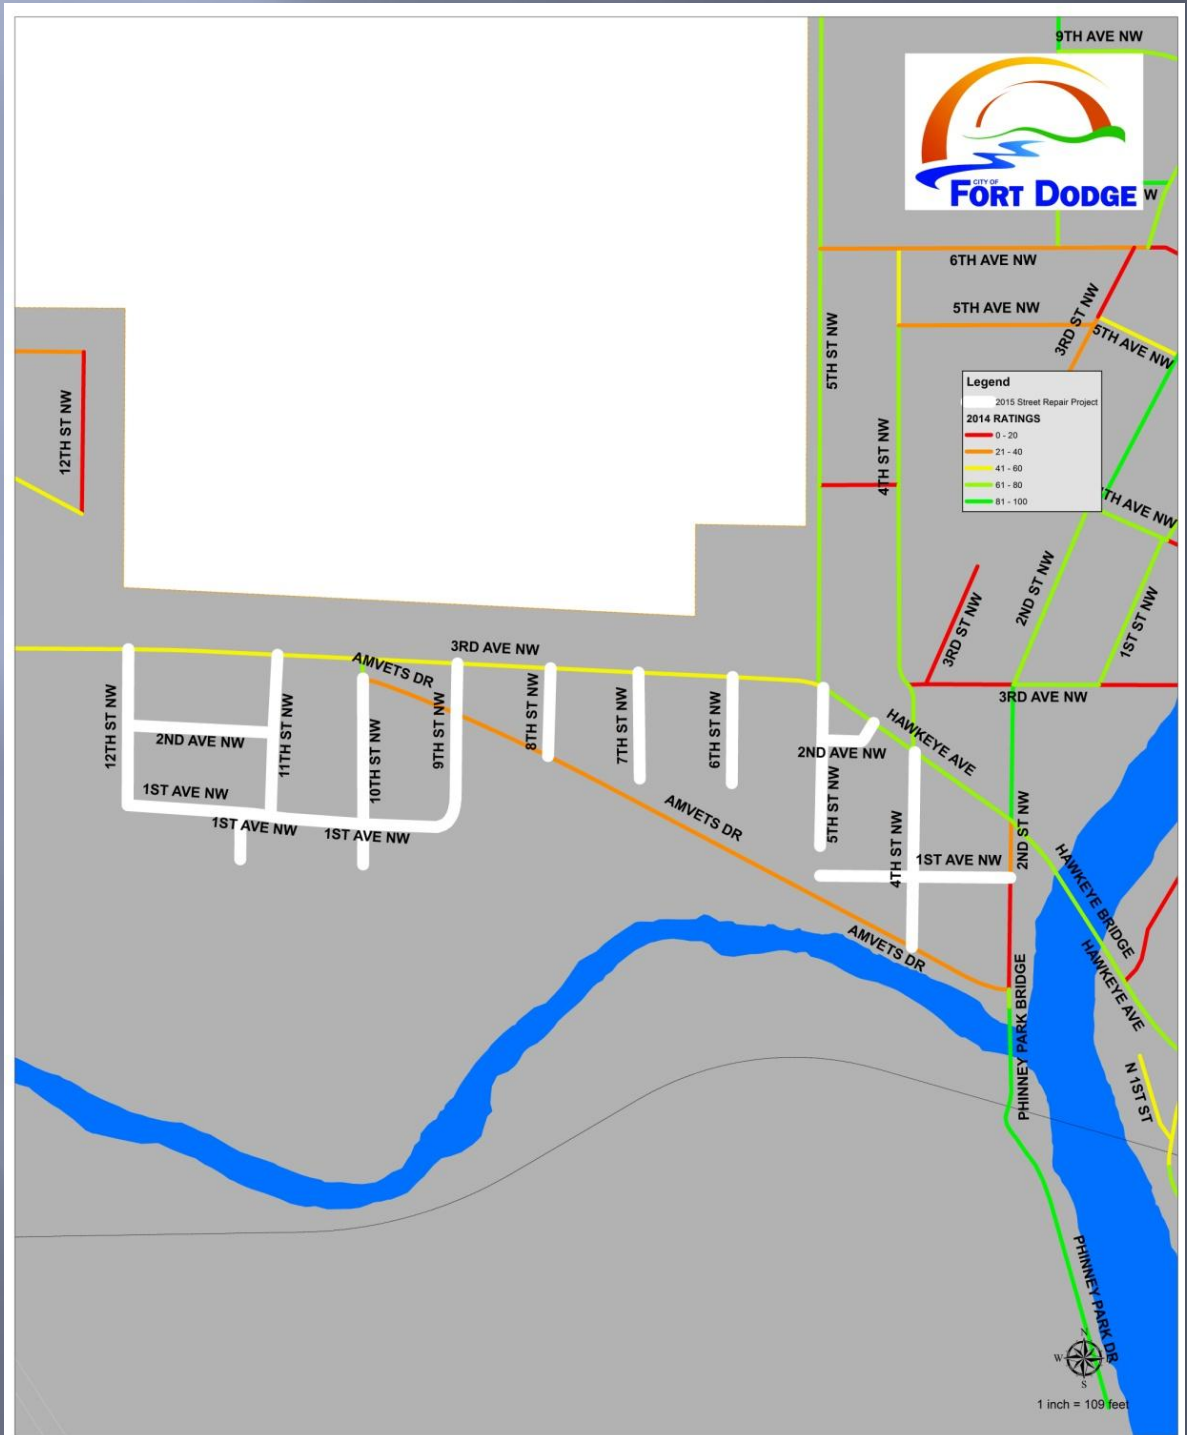 9TH AVE NW
CITY OF
FORT DODGE
W
6TH AVE NW
5TH AVE NW
3RD ST NW
5TH AVE NW
5TH ST NW
Legend
2015 Street Repair Project
2014 RATINGS
0 - 20
21 - 40
41 - 60
61 - 80
81 - 100
12TH ST NW
4TH ST NW
TH AVE NW
2ND ST NW
1ST ST NW
3RD ST NW
3RD AVE NW
AMVETS DR
3RD AVE NW
12TH ST NW
11TH ST NW
10TH ST NW
9TH ST NW
8TH ST NW
7TH ST NW
6TH ST NW
HAWKEYE AVE
2ND AVE NW
2ND AVE NW
5TH ST NW
1ST AVE NW
1ST AVE NW
1ST AVE NW
AMVETS DR
4TH ST NW
1ST AVE NW
2ND ST NW
HAWKEYE BRIDGE
AMVETS DR
HAWKEYE AVE
PHINNEY PARK BRIDGE
N 1ST ST
PHINNEY PARK DR
N
W
S
1 inch = 109 feet